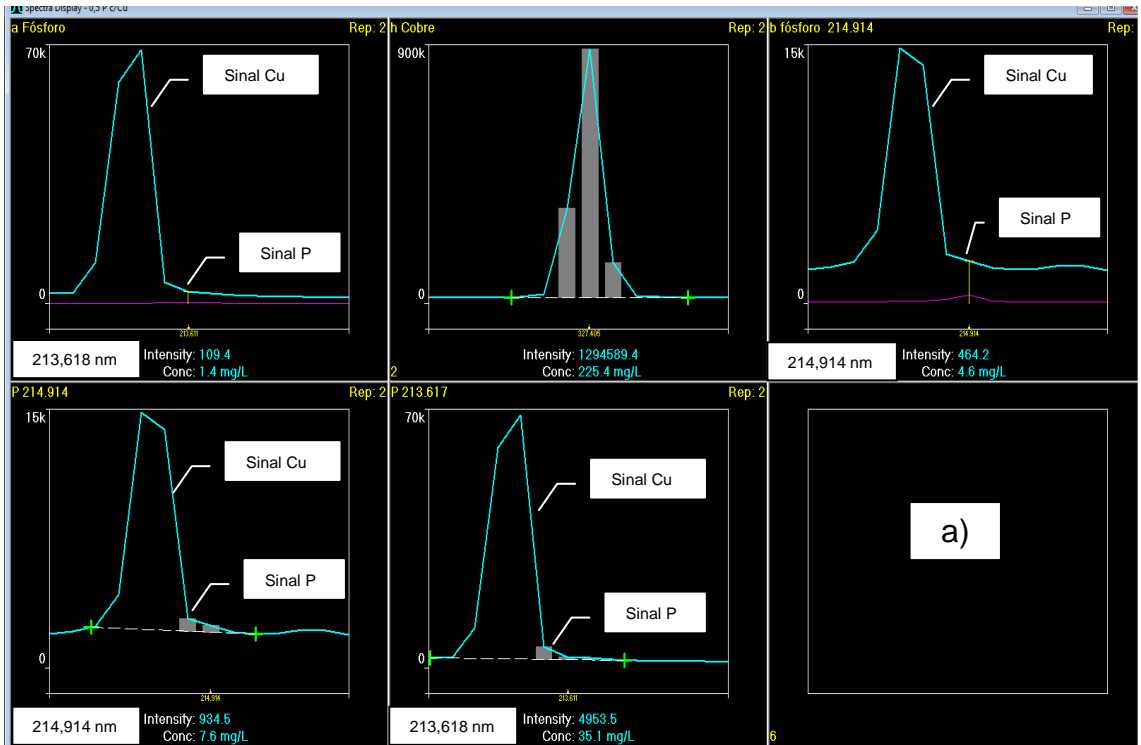 Spectra Display - 0,5 P c/Cu
a Fósforo
Rep: 2
70k
Sinal Cu
Sinal P
0
213.611
213,618 nm
Intensity: 109.4
Conc: 1.4 mg/L
h Cobre
Rep: 2
900k
0
327.405
2
Intensity: 1294589.4
Conc: 225.4 mg/L
b fósforo 214.914
Rep:
15k
Sinal Cu
Sinal P
0
214.914
214,914 nm
Intensity: 464.2
Conc: 4.6 mg/L
P 214.914
Rep: 2
15k
Sinal Cu
Sinal P
0
214.914
214,914 nm
Intensity: 934.5
Conc: 7.6 mg/L
P 213.617
Rep: 2
70k
Sinal Cu
Sinal P
0
213.611
213,618 nm
Intensity: 4953.5
Conc: 35.1 mg/L
a)
6